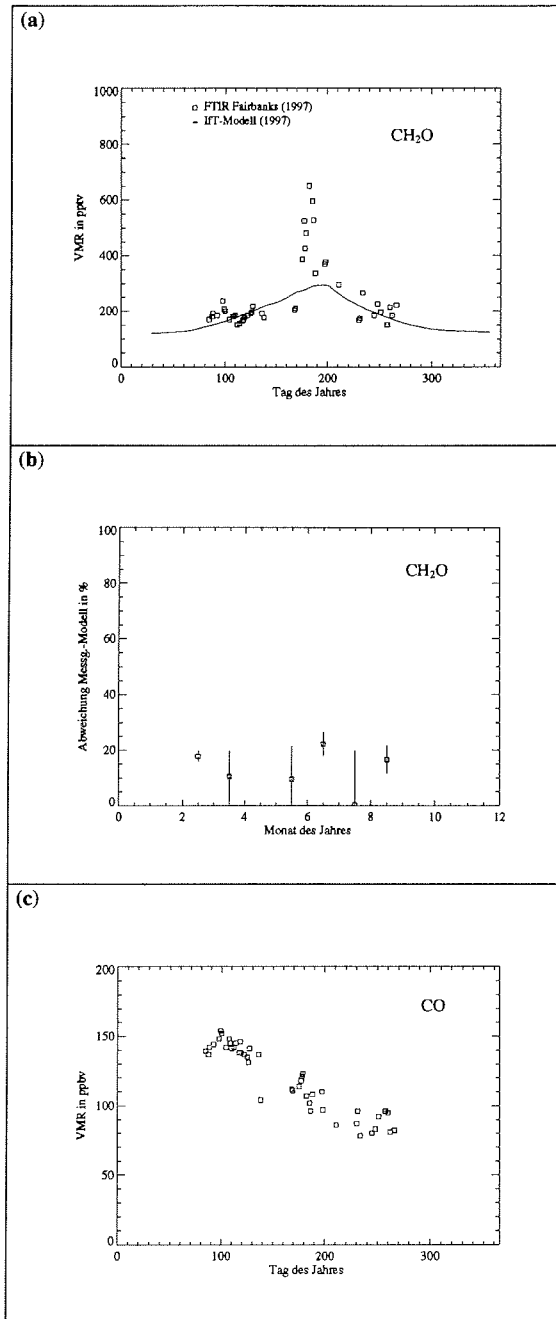 (a)
1000
800
600
400
200
0
□ FTIR Fairbanks (1997)
– IfT-Modell (1997)
CH₂O
VMR in pptv
0 100 200 300
Tag des Jahres
(b)
100
80
60
40
20
0
CH₂O
Abweichung Messg.-Modell in %
0 2 4 6 8 10 12
Monat des Jahres
(c)
200
150
100
50
0
CO
VMR in ppbv
0 100 200 300
Tag des Jahres